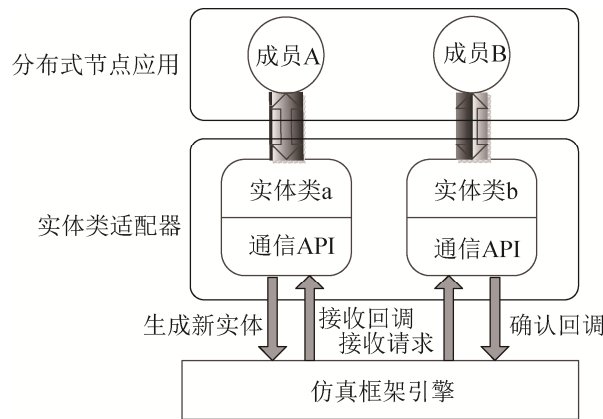 成员A
成员B
分布式节点应用
实体类a
实体类b
实体类适配器
通信API
通信API
生成新实体
接收回调
接收请求
确认回调
仿真框架引擎